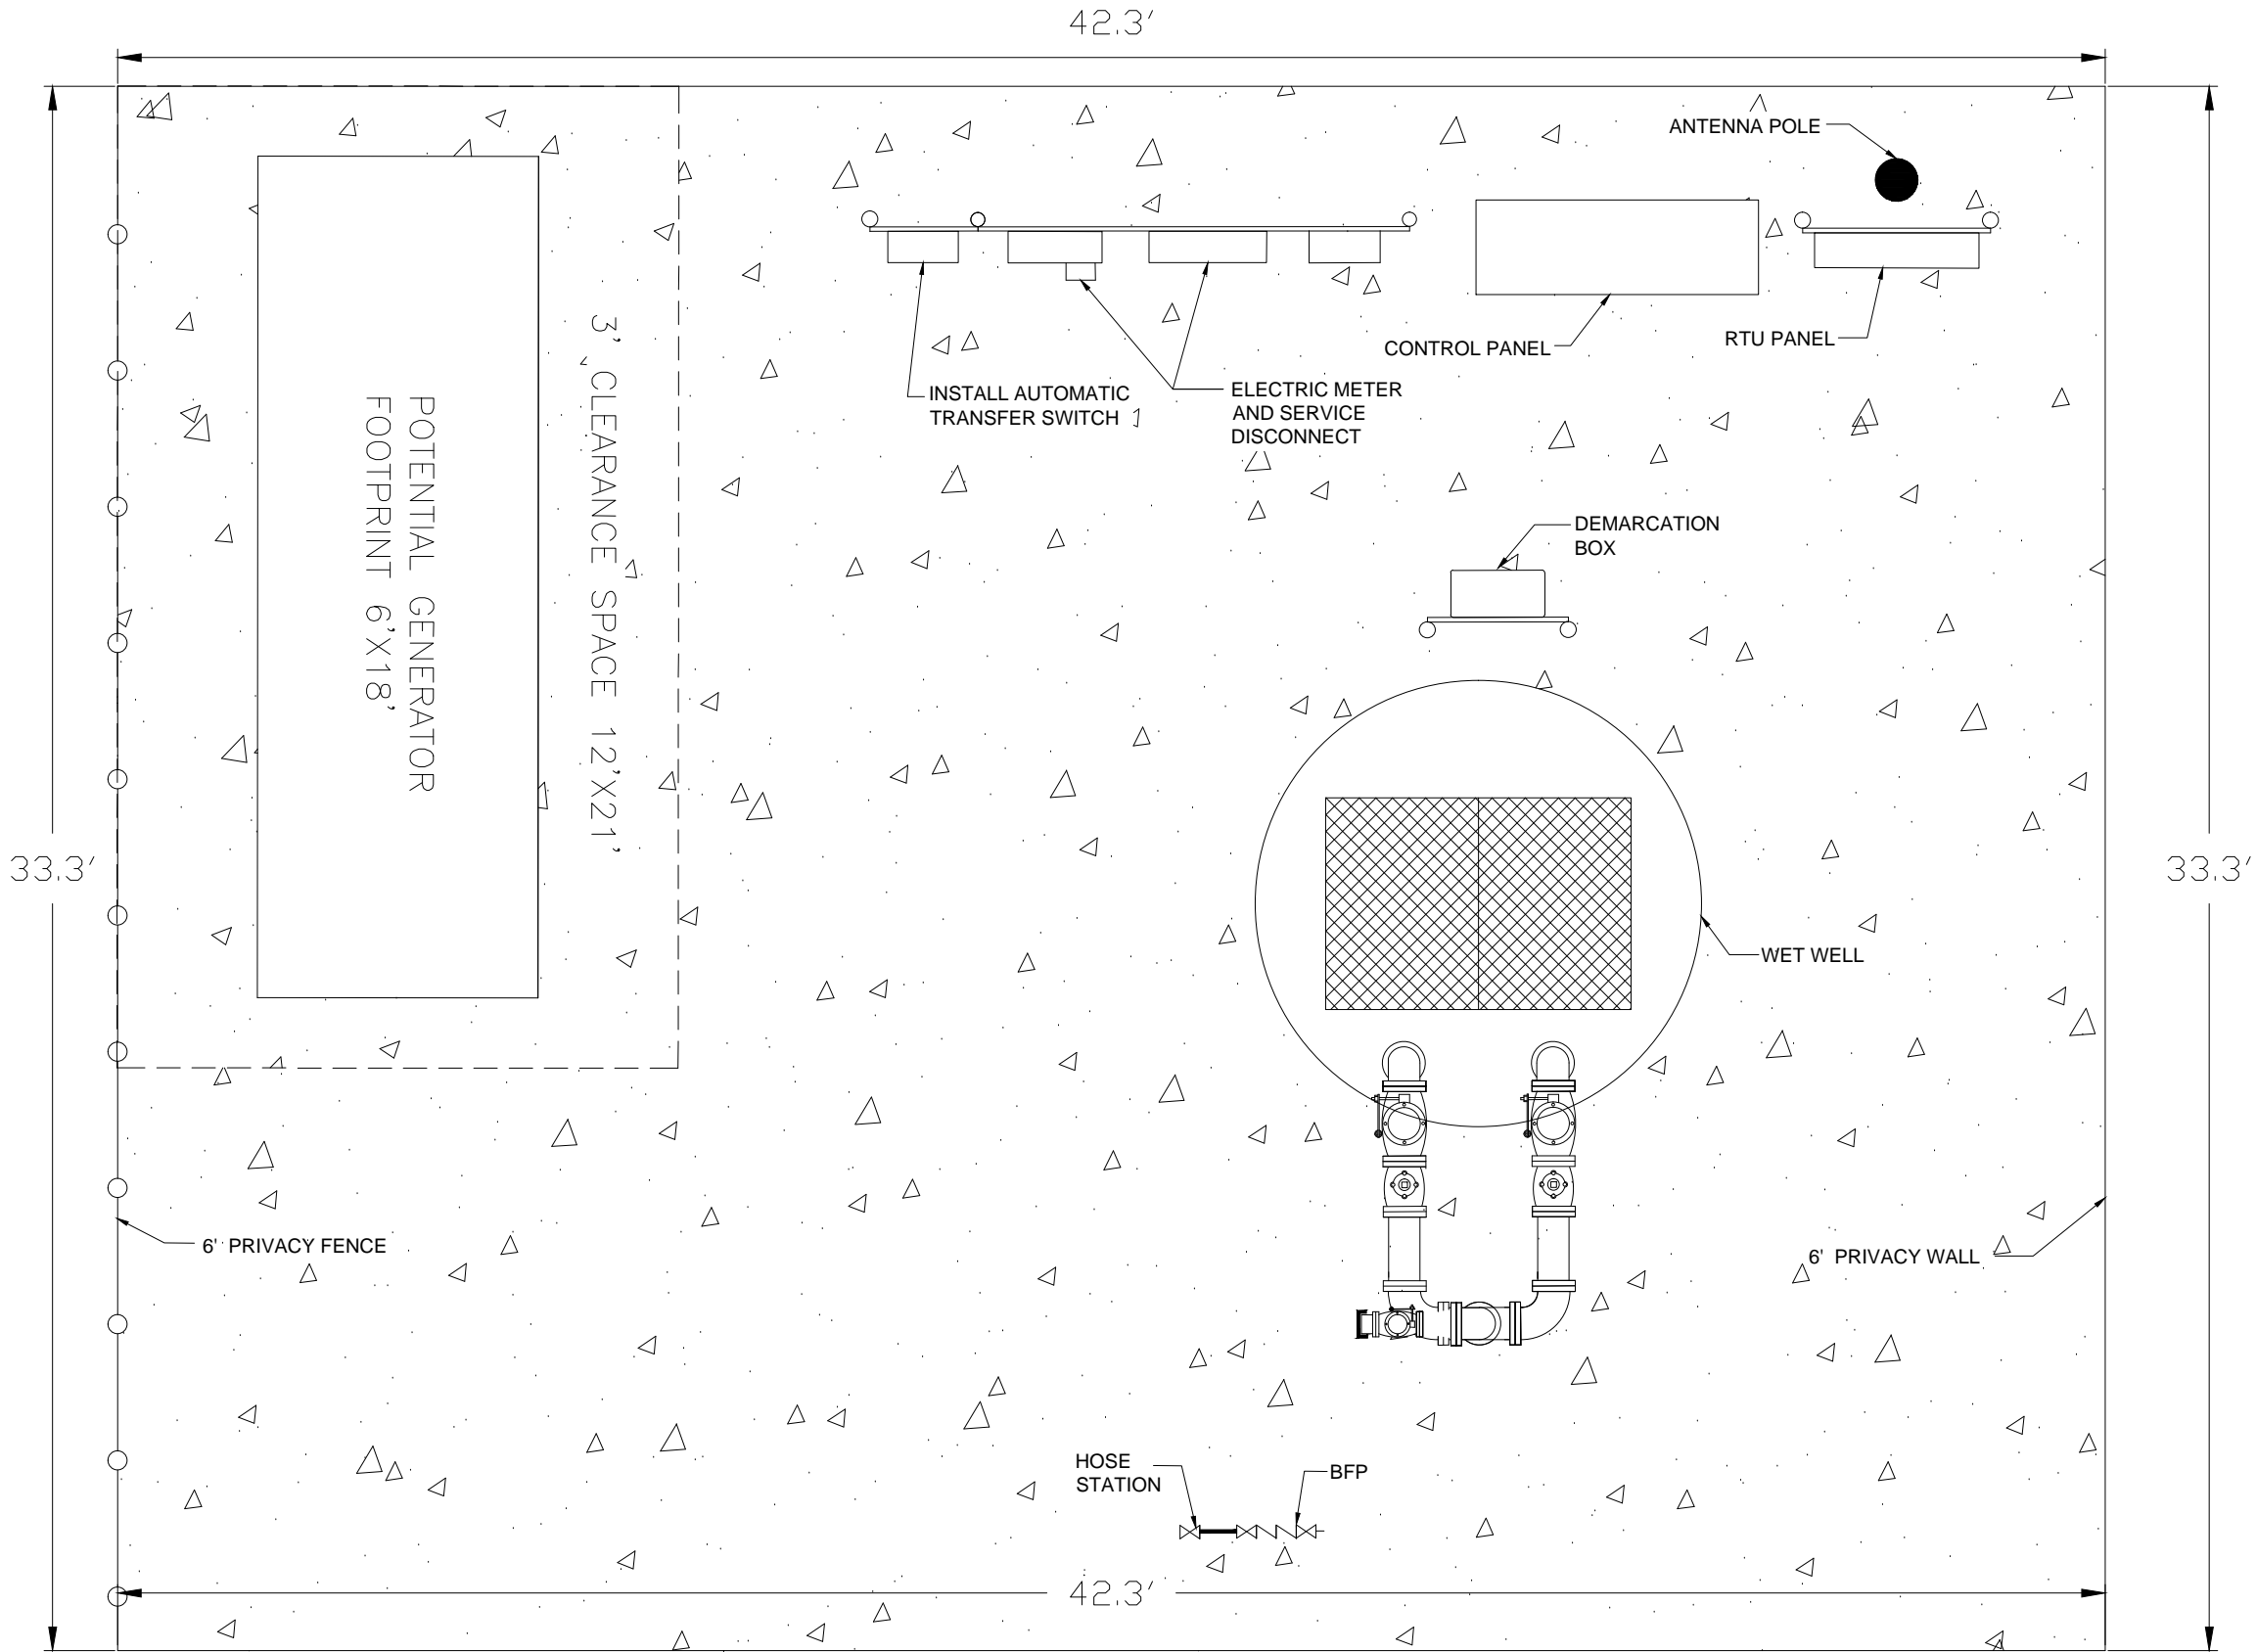 42.3'
ANTENNA POLE
CONTROL PANEL
RTU PANEL
INSTALL AUTOMATIC
TRANSFER SWITCH
ELECTRIC METER
AND SERVICE
DISCONNECT
3' CLEARANCE SPACE 12'X21'
POTENTIAL GENERATOR
FOOTPRINT 6'X18'
DEMARCATION
BOX
33.3'
33.3'
WET WELL
6' PRIVACY FENCE
6' PRIVACY WALL
HOSE
STATION
BFP
42.3'